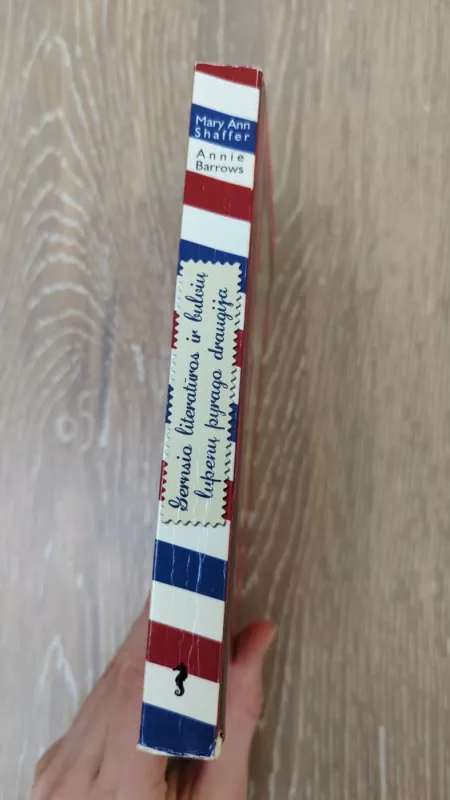 Mary Ann
Shaffer
Annie
Barrows
Gernsio literatūros ir bulvių
lupenų pyrago draugija